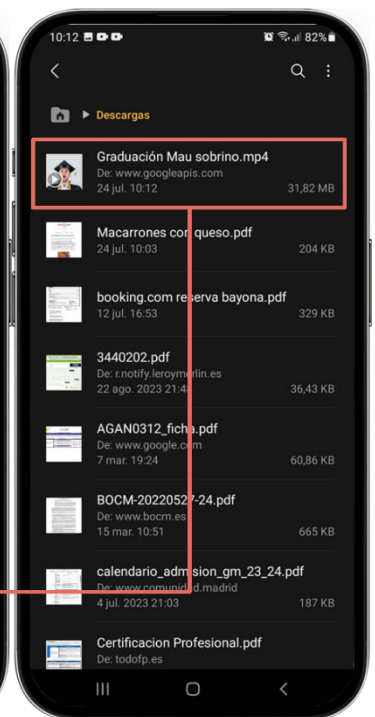 10:12
82%
Descargas
Graduación Mau sobrino.mp4
De: www.googleapis.com
24 jul. 10:12 31,82 MB
Macarrones con queso.pdf
24 jul. 10:03 204 KB
booking.com reserva bayona.pdf
12 jul. 16:53 329 KB
3440202.pdf
De: r.notify.leroymerlin.es
22 ago. 2023 21:48 36,43 KB
AGAN0312_ficha.pdf
De: www.google.com
7 mar. 19:24 60,86 KB
BOCM-20220527-24.pdf
De: www.bocm.es
15 mar. 10:51 665 KB
calendario_admision_gm_23_24.pdf
De: www.comunidad.madrid
4 jul. 2023 21:03 187 KB
Certificacion Profesional.pdf
De: todofp.es